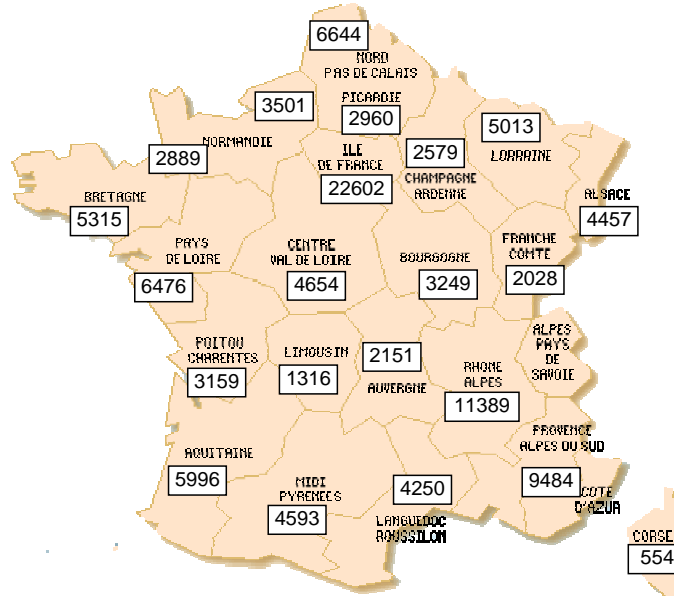 6644
NORD
PAS DE CALAIS
PICARDIE
2960
3501
NORMANDIE
2889
ILE
DE FRANCE
22602
2579
CHAMPAGNE
ARDENNE
5013
LORRAINE
ALSACE
4457
BRETAGNE
5315
PAYS
DE LOIRE
6476
CENTRE
VAL DE LOIRE
4654
BOURGOGNE
3249
FRANCHE
COMTE
2028
POITOU
CHARENTES
3159
LIMOUSIN
1316
2151
AUVERGNE
RHONE
ALPES
11389
ALPES
PAYS
DE
SAVOIE
PROVENCE
ALPES DU SUD
9484
COTE
D'AZUR
AQUITAINE
5996
MIDI
PYRENEES
4593
4250
LANGUEDOC
ROUSSILON
CORSE
554